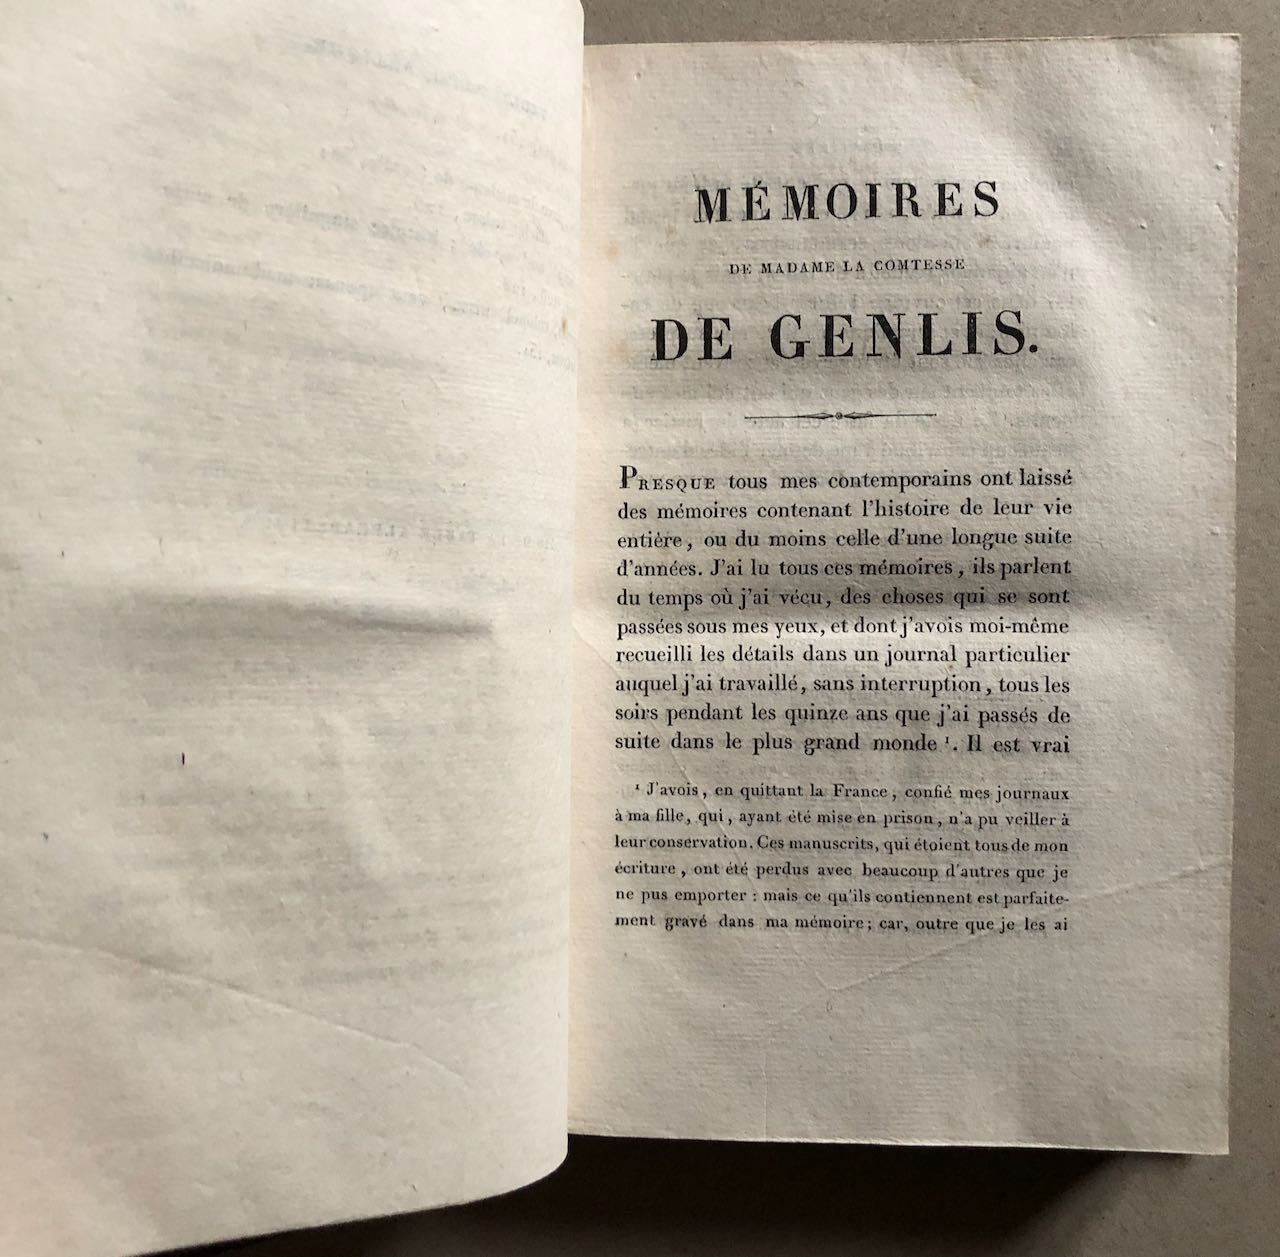 MÉMOIRES
DE MADAME LA COMTESSE
DE GENLIS.
PRESQUE tous mes contemporains ont laissé
des mémoires contenant l'histoire de leur vie
entière, ou du moins celle d'une longue suite
d'années. J'ai lu tous ces mémoires, ils parlent
du temps où j'ai vécu, des choses qui se sont
passées sous mes yeux, et dont j'avois moi-même
recueilli les détails dans un journal particulier
auquel j'ai travaillé, sans interruption, tous les
soirs pendant les quinze ans que j'ai passés de
suite dans le plus grand monde ¹. Il est vrai
¹ J'avois, en quittant la France, confié mes journaux
à ma fille, qui, ayant été mise en prison, n'a pu veiller à
leur conservation. Ces manuscrits, qui étoient tous de mon
écriture, ont été perdus avec beaucoup d'autres que je
ne pus emporter : mais ce qu'ils contiennent est parfaite-
ment gravé dans ma mémoire; car, outre que je les ai